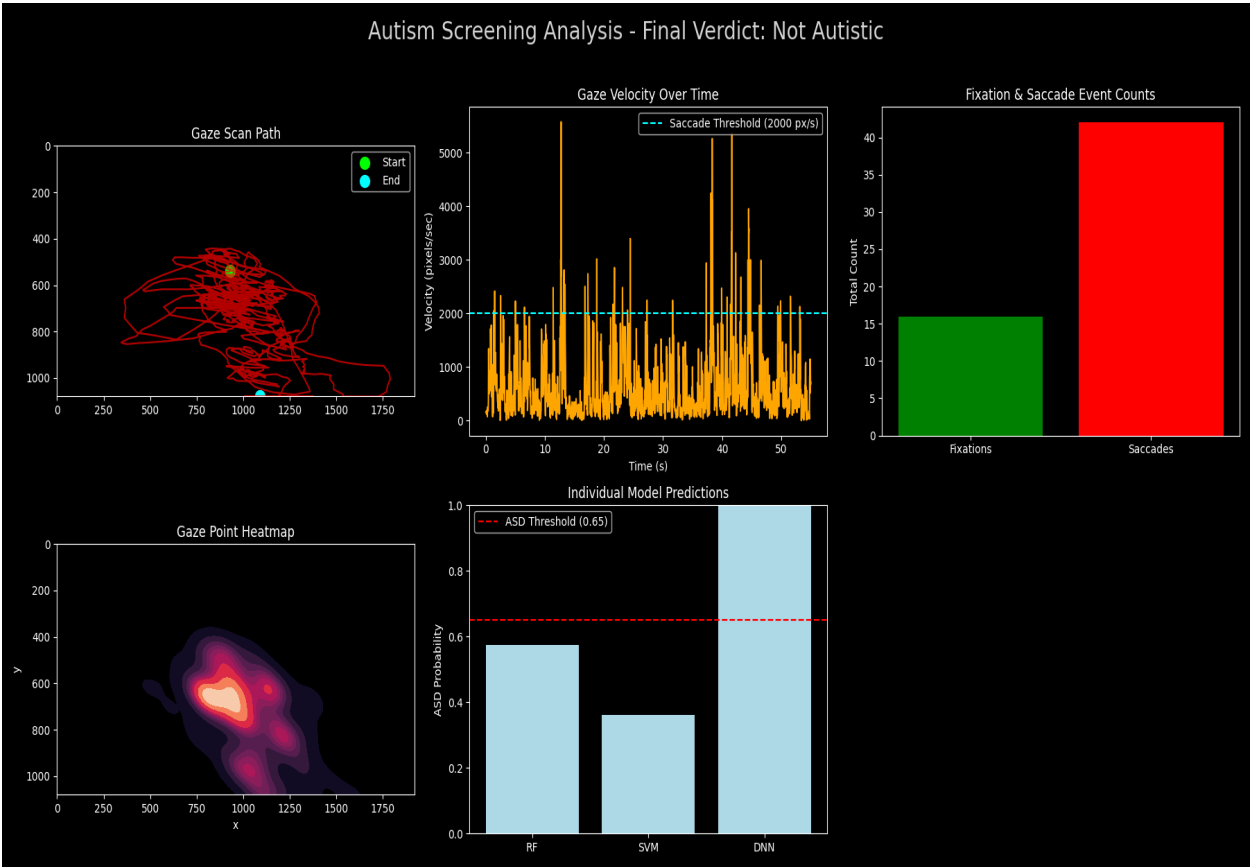 Autism Screening Analysis - Final Verdict: Not Autistic
Gaze Scan Path
Start
End
0
200
400
600
800
1000
0 250 500 750 1000 1250 1500 1750
Gaze Velocity Over Time
Saccade Threshold (2000 px/s)
Velocity (pixels/sec)
5000
4000
3000
2000
1000
0
0 10 20 30 40 50
Time (s)
Fixation & Saccade Event Counts
Total Count
40
35
30
25
20
15
10
5
0
Fixations Saccades
Gaze Point Heatmap
y
0
200
400
600
800
1000
0 250 500 750 1000 1250 1500 1750
x
Individual Model Predictions
ASD Threshold (0.65)
ASD Probability
1.0
0.8
0.6
0.4
0.2
0.0
RF SVM DNN